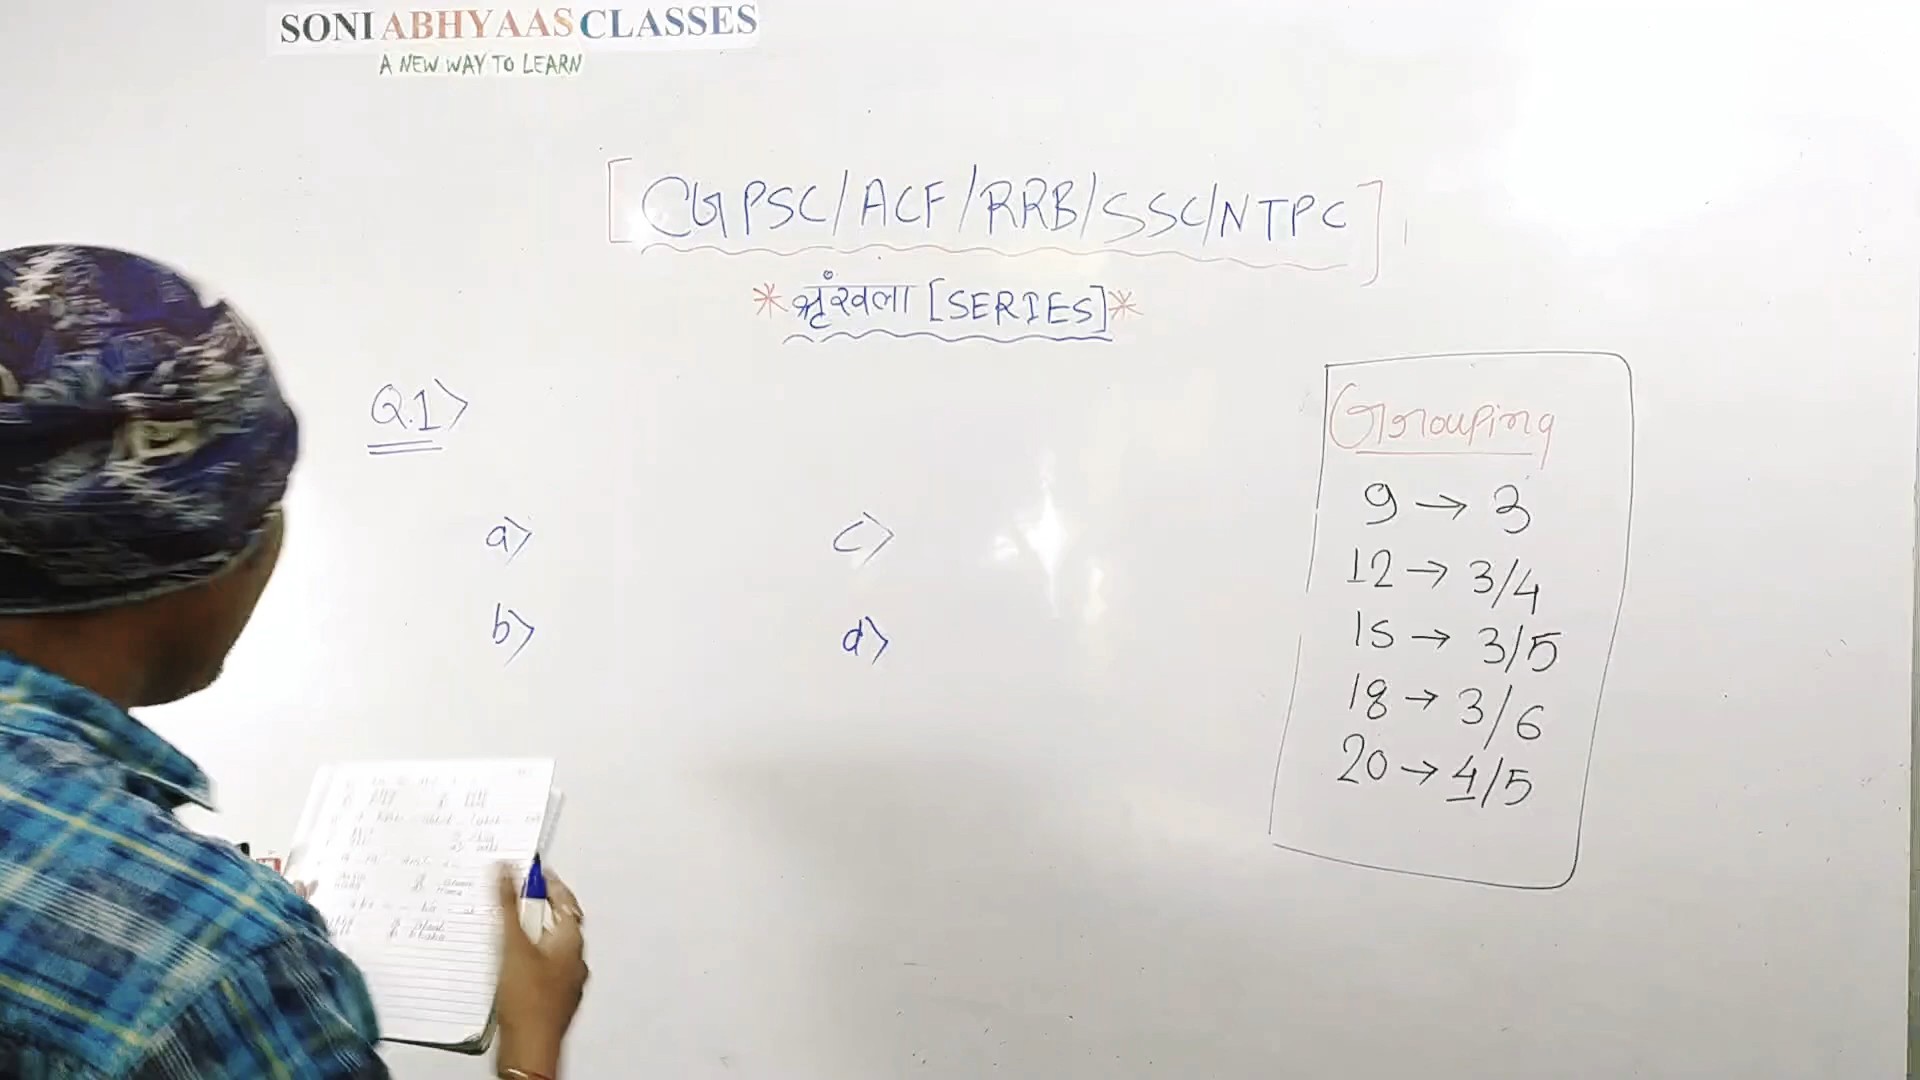 SONI ABHYAAS CLASSES
A NEW WAY TO LEARN
[CGPSC/ACF/RRB/SSC/NTPC]
*श्रृंखला [SERIES]*
Q.1>
a>
c>
b>
d>
Grouping
9 → 3
12 → 3/4
15 → 3/5
18 → 3/6
20 → 4/5